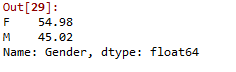 Out[29]:
F    54.98
M    45.02
Name: Gender, dtype: float64